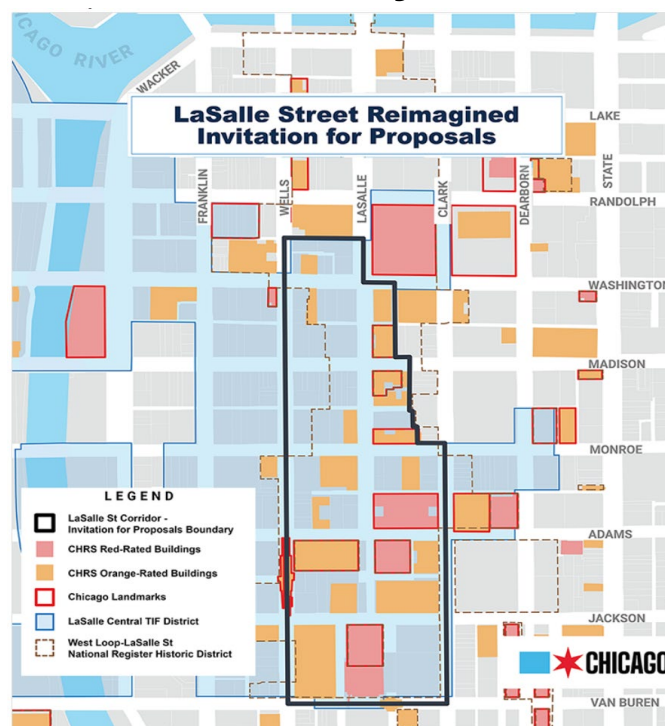 CHICAGO RIVER
WACKER
LaSalle Street Reimagined
Invitation for Proposals
LAKE
FRANKLIN
WELLS
LASALLE
CLARK
DEARBORN
STATE
RANDOLPH
WASHINGTON
MADISON
MONROE
ADAMS
JACKSON
VAN BUREN
LEGEND
LaSalle St Corridor -
Invitation for Proposals Boundary
CHRS Red-Rated Buildings
CHRS Orange-Rated Buildings
Chicago Landmarks
LaSalle Central TIF District
West Loop-LaSalle St
National Register Historic District
CHICAGO